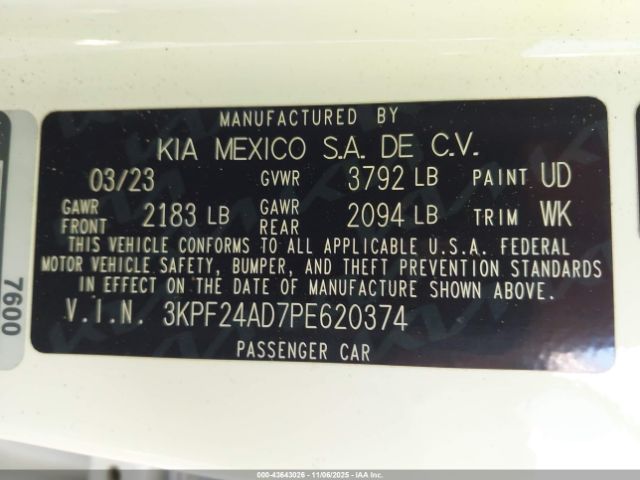 MANUFACTURED BY
KIA MEXICO S.A. DE C.V.
03/23 GVWR 3792 LB PAINT UD
GAWR FRONT 2183 LB GAWR REAR 2094 LB TRIM WK
THIS VEHICLE CONFORMS TO ALL APPLICABLE U.S.A. FEDERAL
MOTOR VEHICLE SAFETY, BUMPER, AND THEFT PREVENTION STANDARDS
IN EFFECT ON THE DATE OF MANUFACTURE SHOWN ABOVE.
V.I.N. 3KPF24AD7PE620374
PASSENGER CAR
7600
000-43643026 - 11/06/2025 - IAA, Inc.